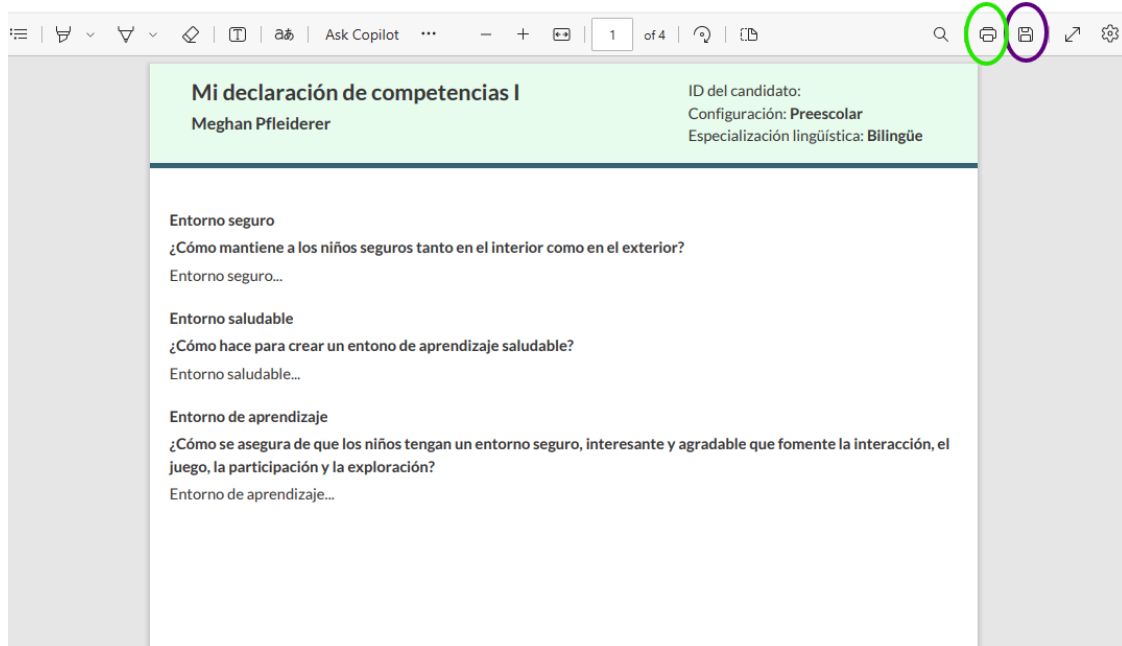 Ask Copilot
1 of 4
Mi declaración de competencias I
Meghan Pfleiderer
ID del candidato:
Configuración: Preescolar
Especialización lingüística: Bilingüe
Entorno seguro
¿Cómo mantiene a los niños seguros tanto en el interior como en el exterior?
Entorno seguro...
Entorno saludable
¿Cómo hace para crear un entono de aprendizaje saludable?
Entorno saludable...
Entorno de aprendizaje
¿Cómo se asegura de que los niños tengan un entorno seguro, interesante y agradable que fomente la interacción, el
juego, la participación y la exploración?
Entorno de aprendizaje...